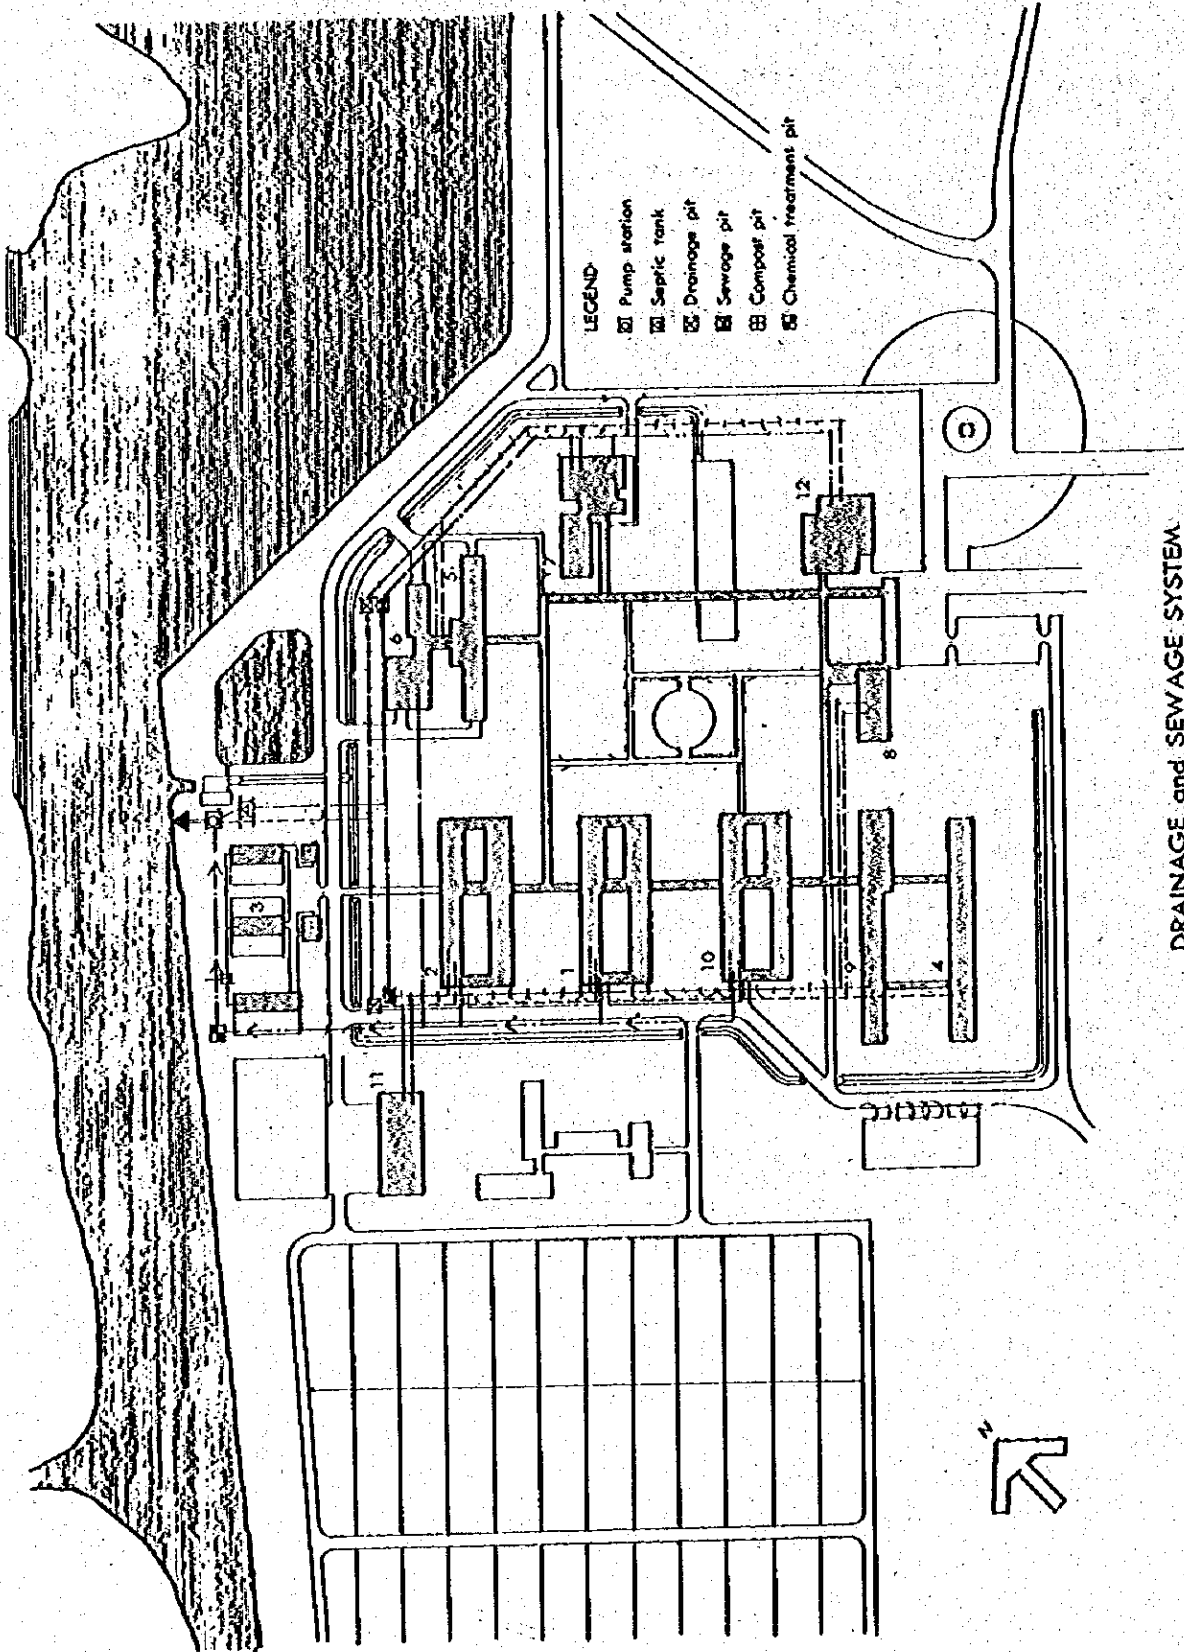 LEGEND
Pump station
Septic tank
Drainage pit
Sewage pit
Compost pit
Chemical treatment pit
12
7
5
6
8
3
2
1
10
9
4
11
N
DRAINAGE and SEWAGE SYSTEM